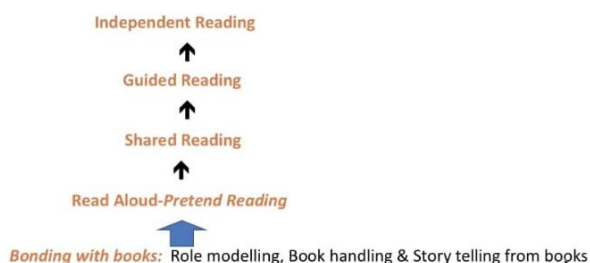 Independent Reading
Guided Reading
Shared Reading
Read Aloud-Pretend Reading
Bonding with books: Role modelling, Book handling & Story telling from books